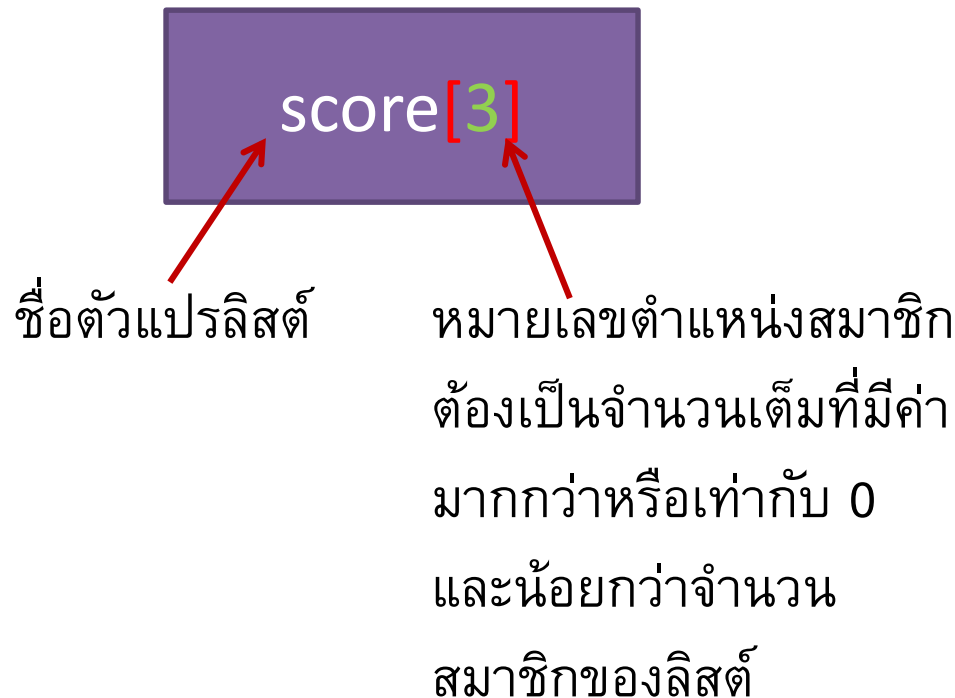 score[3]
ชื่อตัวแปรลิสต์
หมายเลขตำแหน่งสมาชิก
ต้องเป็นจำนวนเต็มที่มีค่า
มากกว่าหรือเท่ากับ 0
และน้อยกว่าจำนวน
สมาชิกของลิสต์